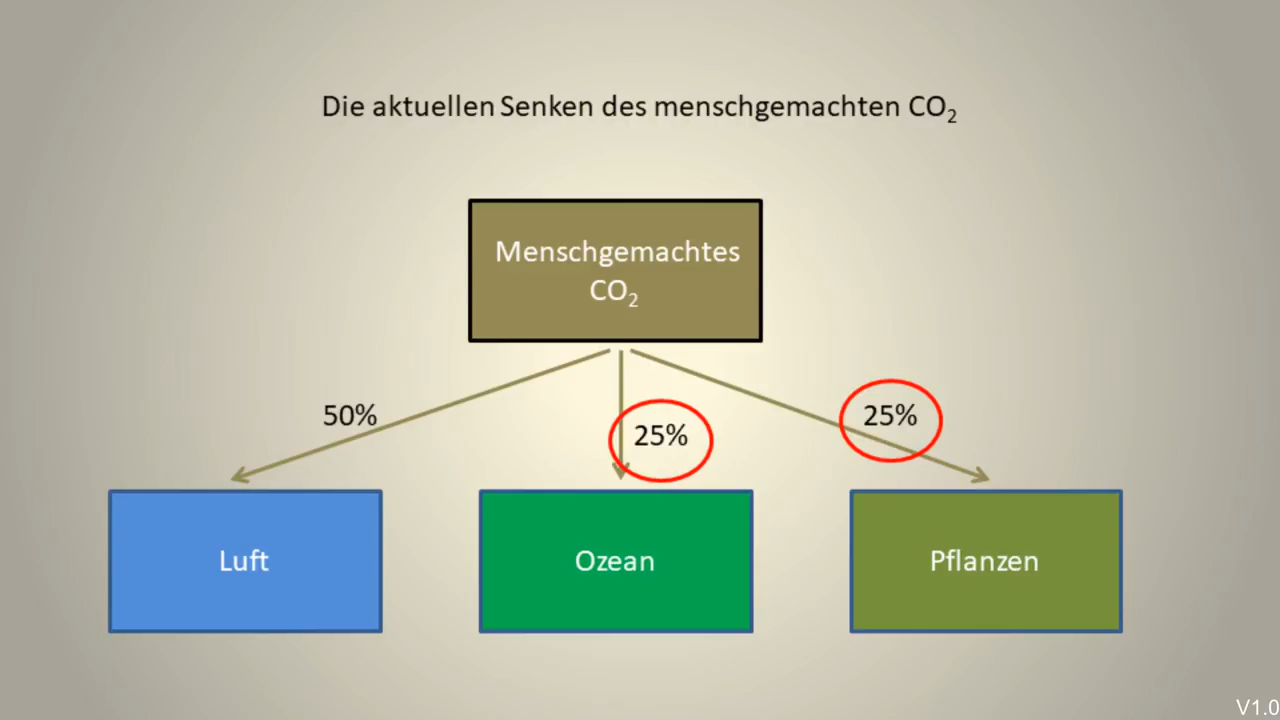 Die aktuellen Senken des menschgemachten CO₂
Menschgemachtes
CO₂
50%
25%
25%
Luft
Ozean
Pflanzen
V1.0